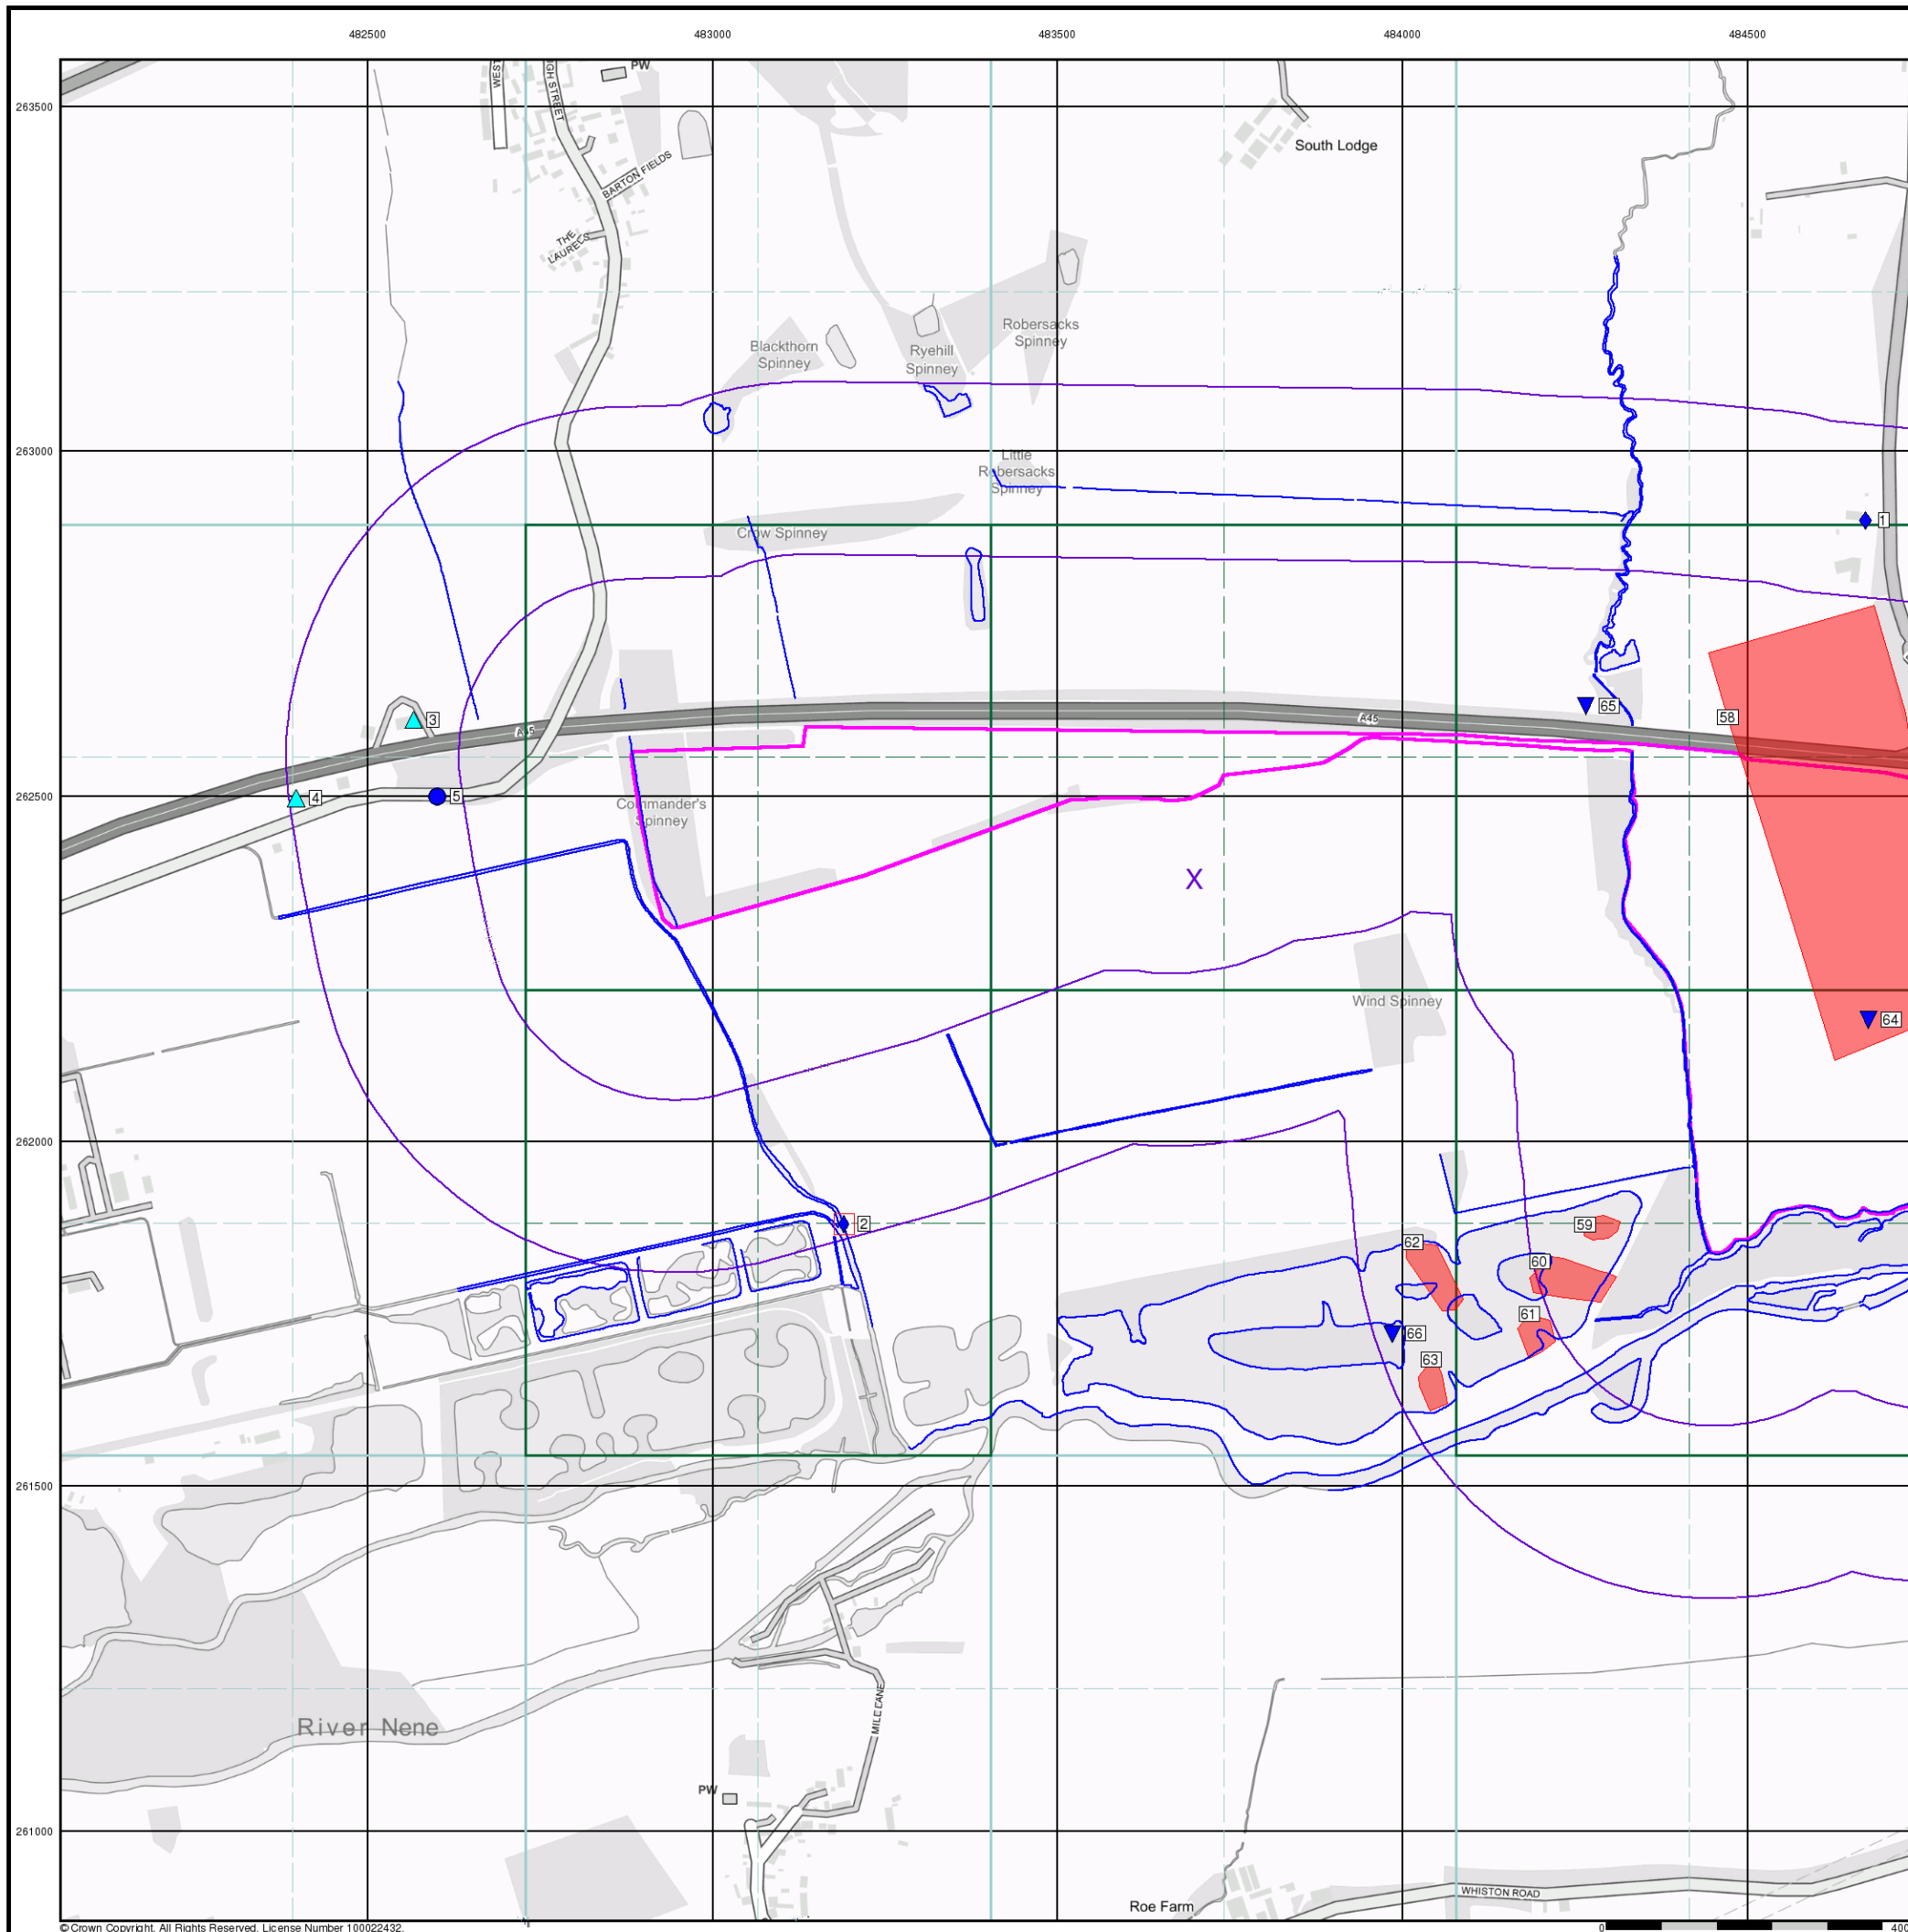 482500 483000 483500 484000 484500
263500
PW
HIGH STREET
BARTON FIELDS
South Lodge
THE
LAURELS
Blackthorn
Spinney
Ryehill
Spinney
Robersacks
Spinney
263000
Little
Robersacks
Spinney
Crow Spinney
1
3
A45
A45
65
58
262500
4
5
Commander's
Spinney
X
Wind Spinney
64
262000
2
59
62
60
61
66
63
261500
River Nene
MILE LANE
PW
261000
Roe Farm
WHISTON ROAD
© Crown Copyright. All Rights Reserved. License Number 100022432.
0 400